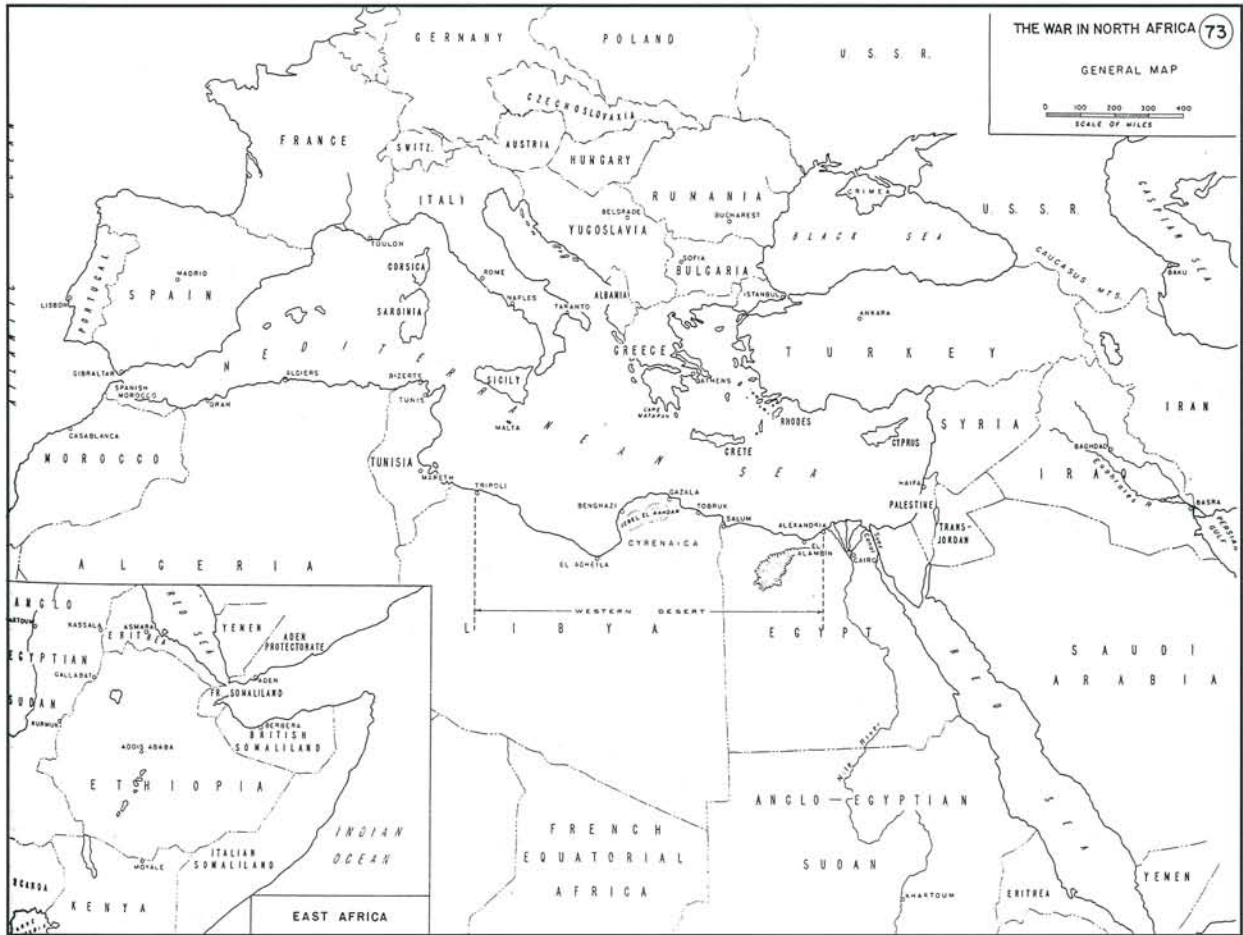 THE WAR IN NORTH AFRICA 73
GENERAL MAP
0 100 200 300 400
SCALE OF MILES
GERMANY
POLAND
U. S. S. R.
CZECHOSLOVAKIA
FRANCE
SWITZ.
AUSTRIA
HUNGARY
ITALY
RUMANIA
CRIMEA
BELGRADE
BUCHAREST
YUGOSLAVIA
BLACK SEA
U. S. S. R.
CASPIAN SEA
TOULON
CORSICA
SOFIA
BULGARIA
CAUCASUS MTS.
BAKU
MADRID
SPAIN
PORTUGAL
LISBON
ROME
NAPLES
TARANTO
ALBANIA
ISTANBUL
SARDINIA
ANKARA
GREECE
TURKEY
MEDITERRANEAN SEA
GIBRALTAR
SPANISH MOROCCO
ORAN
ALGIERS
BIZERTE
TUNIS
SICILY
ATHENS
CAPE MATAPAN
RHODES
MALTA
CRETE
CYPRUS
SYRIA
IRAN
CASABLANCA
MOROCCO
TUNISIA
MARETH
TRIPOLI
BAGHDAD
IRAQ
Euphrates R
BASRA
PERSIAN GULF
HAIFA
PALESTINE
TRANS-
JORDAN
BENGHAZI
GAZALA
JEBEL EL AKHDAR
TOBRUK
SALUM
CYRENAICA
ALEXANDRIA
EL ALAMEIN
Suez Canal
CAIRO
EL AGHEILA
ALGERIA
WESTERN DESERT
LIBYA
EGYPT
SAUDI
ARABIA
RED SEA
Nile River
ANGLO-EGYPTIAN
SUDAN
FRENCH
EQUATORIAL
AFRICA
KHARTOUM
ERITREA
YEMEN
ANGLO
EGYPTIAN
SUDAN
KASSALA
ASMARA
ERITREA
RED SEA
YEMEN
ADEN
PROTECTORATE
GALLABAT
ADEN
FR. SOMALILAND
KURMUK
BERBERA
BRITISH
SOMALILAND
ADDIS ABABA
ETHIOPIA
INDIAN
OCEAN
ITALIAN
SOMALILAND
MOYALE
KENYA
EAST AFRICA